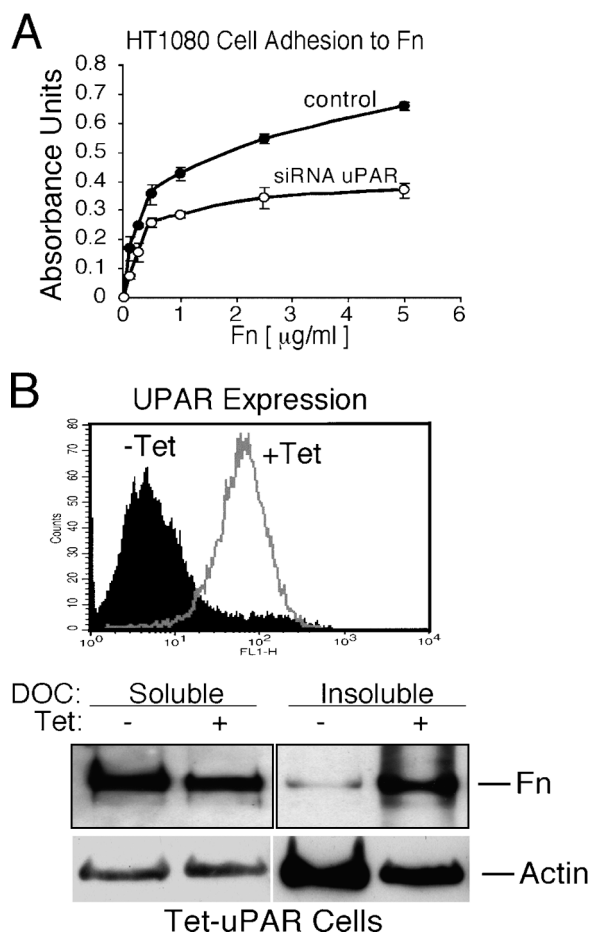 A
HT1080 Cell Adhesion to Fn
Absorbance Units
0.8
0.7
0.6
0.5
0.4
0.3
0.2
0.1
0
control
siRNA uPAR
0 1 2 3 4 5 6
Fn [ µg/ml ]
B
UPAR Expression
-Tet
+Tet
Counts
80
70
60
50
40
30
20
10
0
10⁰ 10¹ 10² 10³ 10⁴
FL1-H
DOC: Soluble Insoluble
Tet: - + - +
Fn
Actin
Tet-uPAR Cells